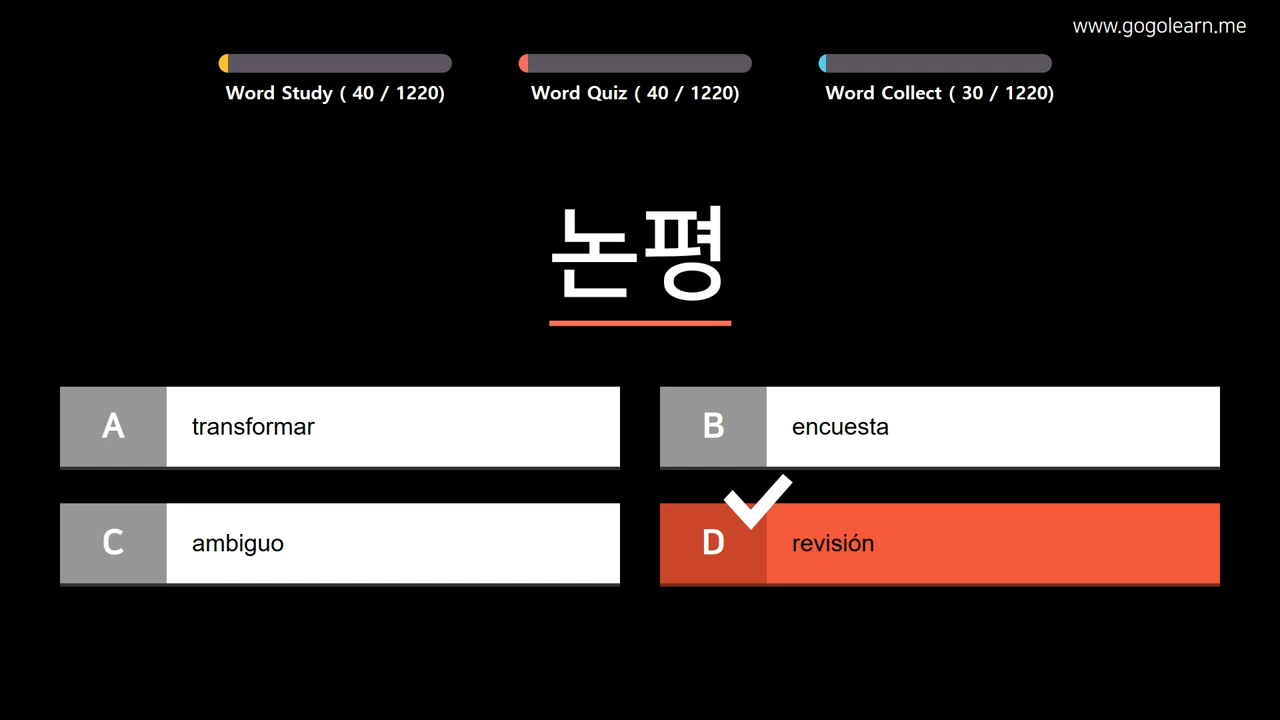 www.gogolearn.me
Word Study ( 40 / 1220)
Word Quiz ( 40 / 1220)
Word Collect ( 30 / 1220)
논평
A transformar
B encuesta
C ambiguo
D revisión